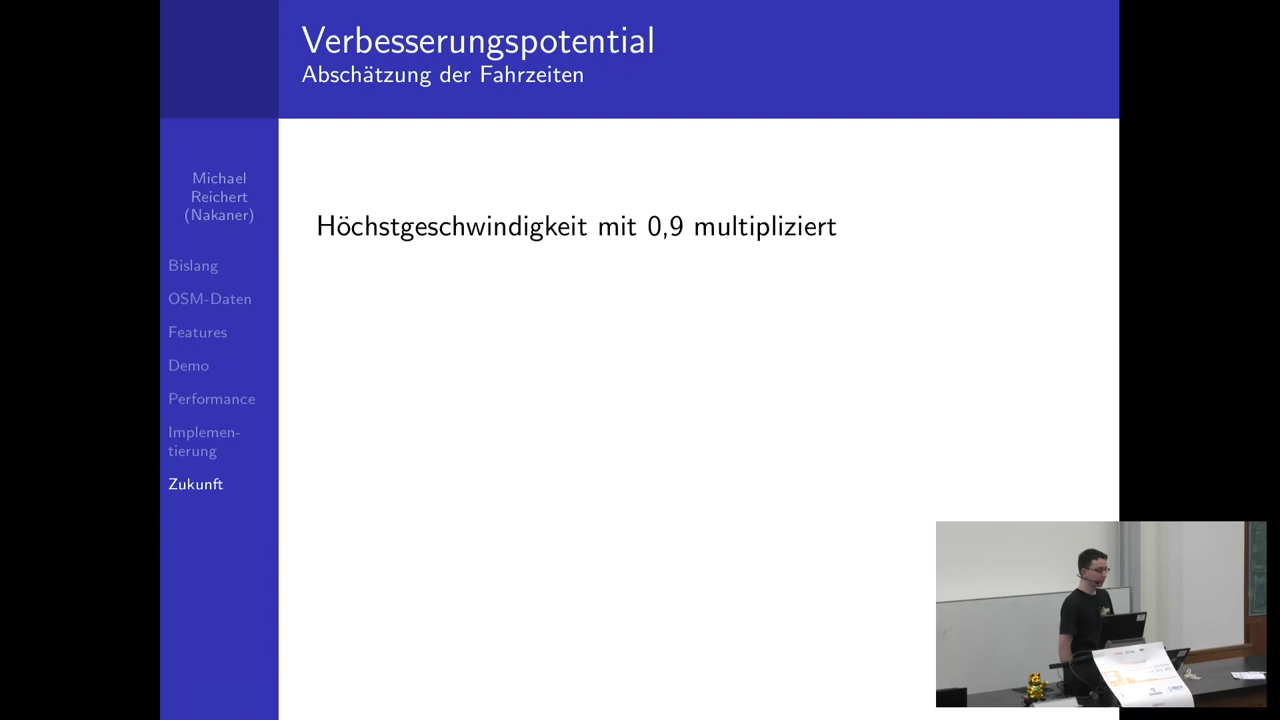 Verbesserungspotential
Abschätzung der Fahrzeiten
Michael
Reichert
(Nakaner)
Bislang
OSM-Daten
Features
Demo
Performance
Implemen-
tierung
Zukunft
Höchstgeschwindigkeit mit 0,9 multipliziert